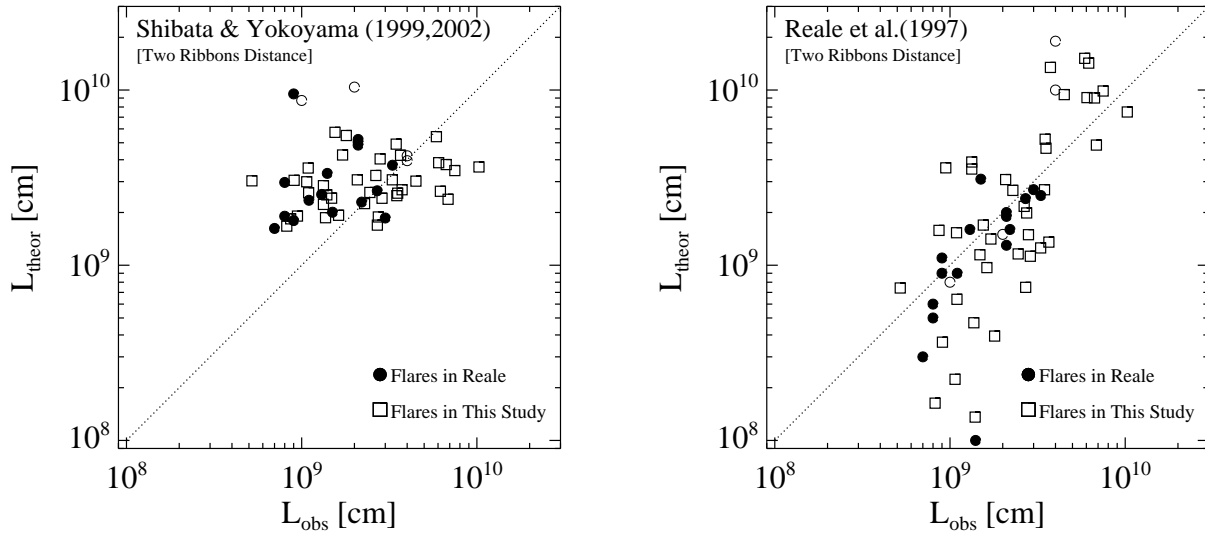 Shibata & Yokoyama (1999,2002)
[Two Ribbons Distance]
10^10
10^9
10^8
L_theor [cm]
Flares in Reale
Flares in This Study
10^8 10^9 10^10
L_obs [cm]
Reale et al.(1997)
[Two Ribbons Distance]
10^10
10^9
10^8
L_theor [cm]
Flares in Reale
Flares in This Study
10^8 10^9 10^10
L_obs [cm]